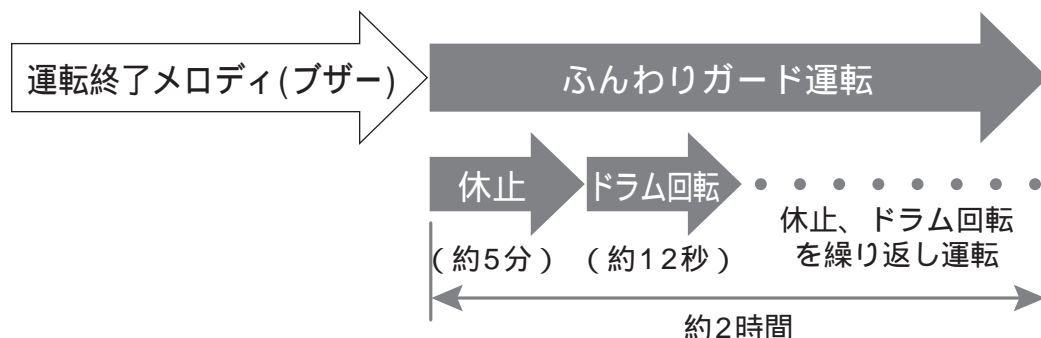 運転終了メロディ(ブザー)
ふんわりガード運転
休止
ドラム回転
(約5分)
(約12秒)
休止、ドラム回転
を繰り返し運転
約2時間